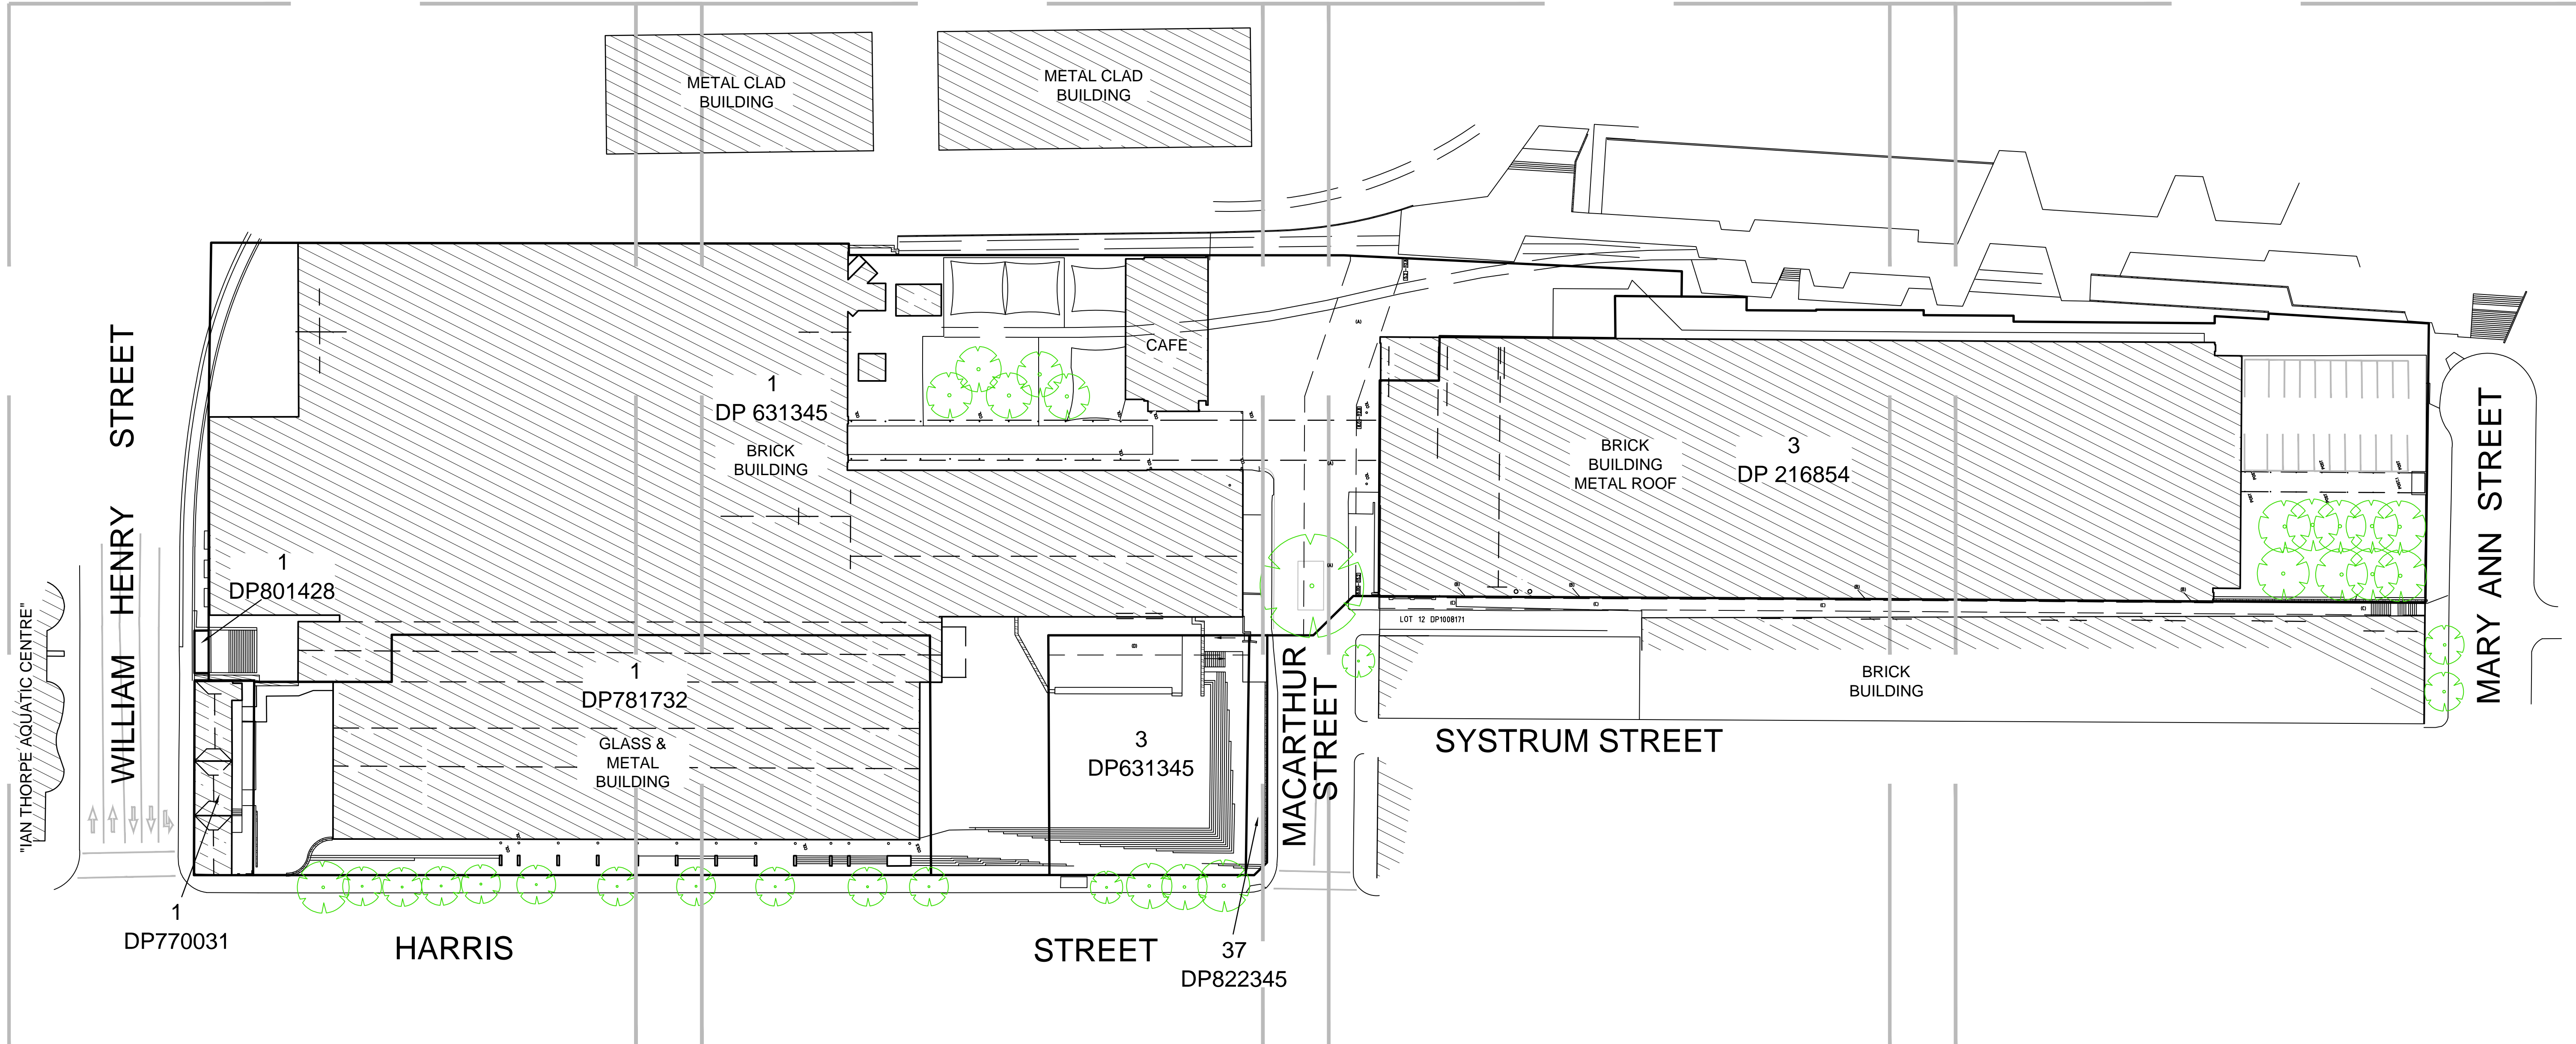 METAL CLAD
BUILDING
METAL CLAD
BUILDING
CAFE
1
DP 631345
BRICK
BUILDING
BRICK
BUILDING
METAL ROOF
3
DP 216854
WILLIAM HENRY STREET
"IAN THORPE AQUATIC CENTRE"
1
DP801428
1
DP781732
GLASS &
METAL
BUILDING
3
DP631345
MACARTHUR
STREET
LOT 12 DP1008171
BRICK
BUILDING
SYSTRUM STREET
MARY ANN STREET
1
DP770031
HARRIS STREET
37
DP822345